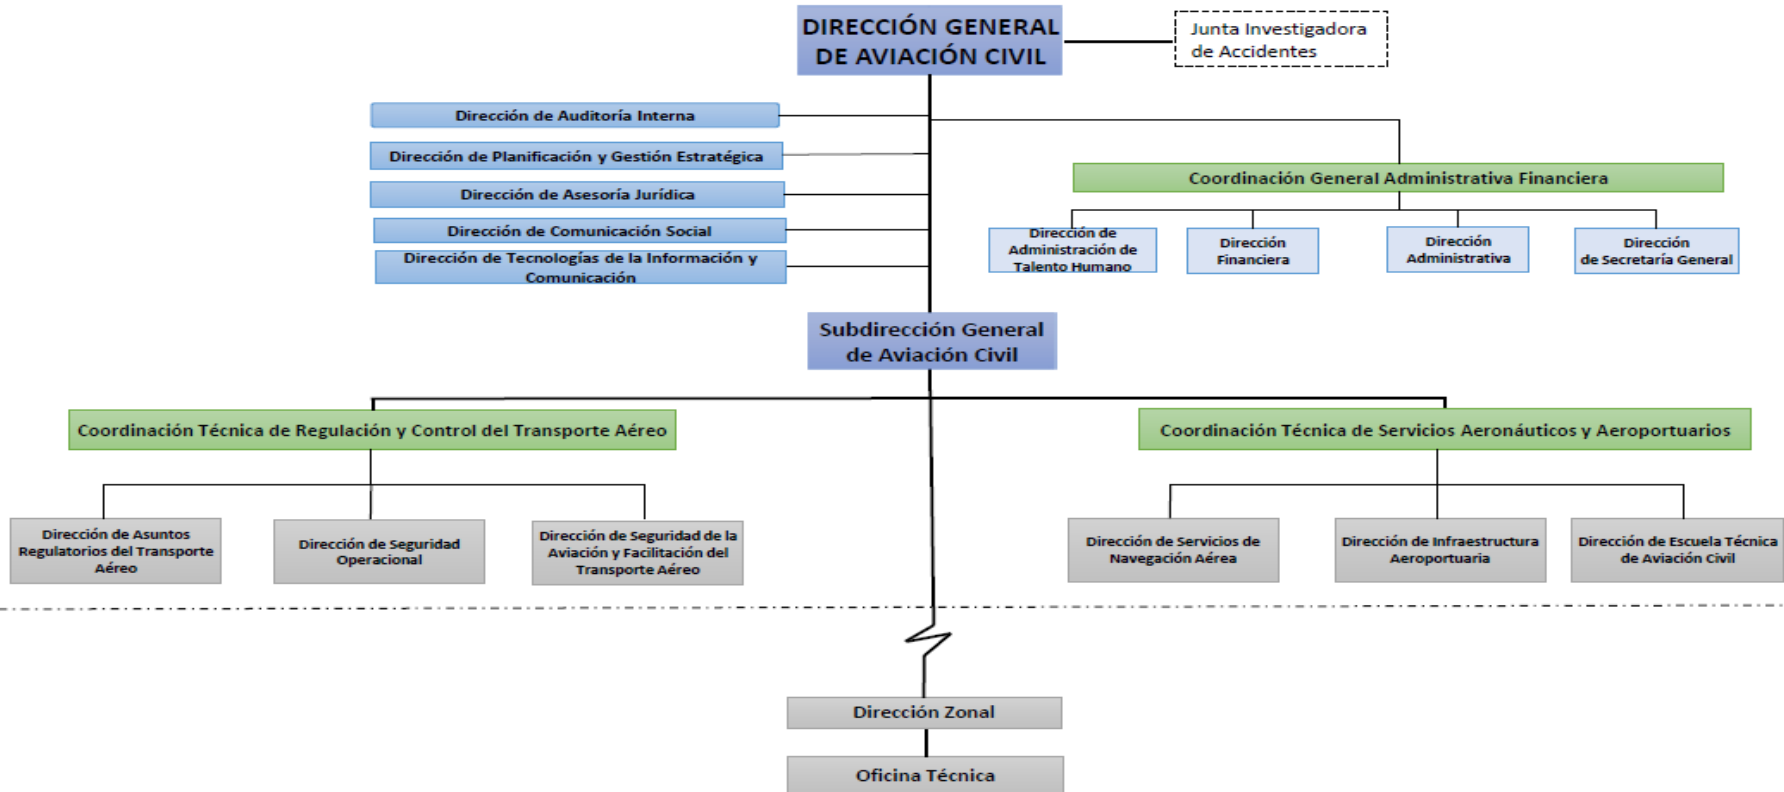 DIRECCIÓN GENERAL
DE AVIACIÓN CIVIL
Junta Investigadora
de Accidentes
Dirección de Auditoría Interna
Dirección de Planificación y Gestión Estratégica
Dirección de Asesoría Jurídica
Dirección de Comunicación Social
Dirección de Tecnologías de la Información y
Comunicación
Coordinación General Administrativa Financiera
Dirección de
Administración de
Talento Humano
Dirección
Financiera
Dirección
Administrativa
Dirección
de Secretaría General
Subdirección General
de Aviación Civil
Coordinación Técnica de Regulación y Control del Transporte Aéreo
Coordinación Técnica de Servicios Aeronáuticos y Aeroportuarios
Dirección de Asuntos
Regulatorios del Transporte
Aéreo
Dirección de Seguridad
Operacional
Dirección de Seguridad de la
Aviación y Facilitación del
Transporte Aéreo
Dirección de Servicios de
Navegación Aérea
Dirección de Infraestructura
Aeroportuaria
Dirección de Escuela Técnica
de Aviación Civil
Dirección Zonal
Oficina Técnica